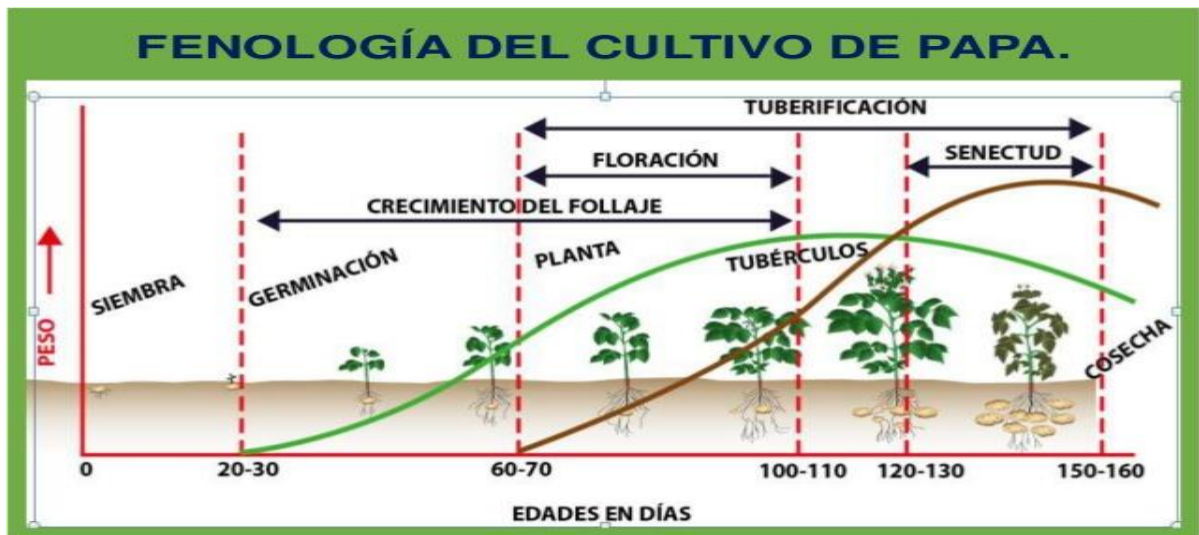 FENOLOGÍA DEL CULTIVO DE PAPA.
TUBERIFICACIÓN
FLORACIÓN
SENECTUD
CRECIMIENTO DEL FOLLAJE
SIEMBRA
GERMINACIÓN
PLANTA
TUBÉRCULOS
COSECHA
PESO
0
20-30
60-70
100-110
120-130
150-160
EDADES EN DÍAS